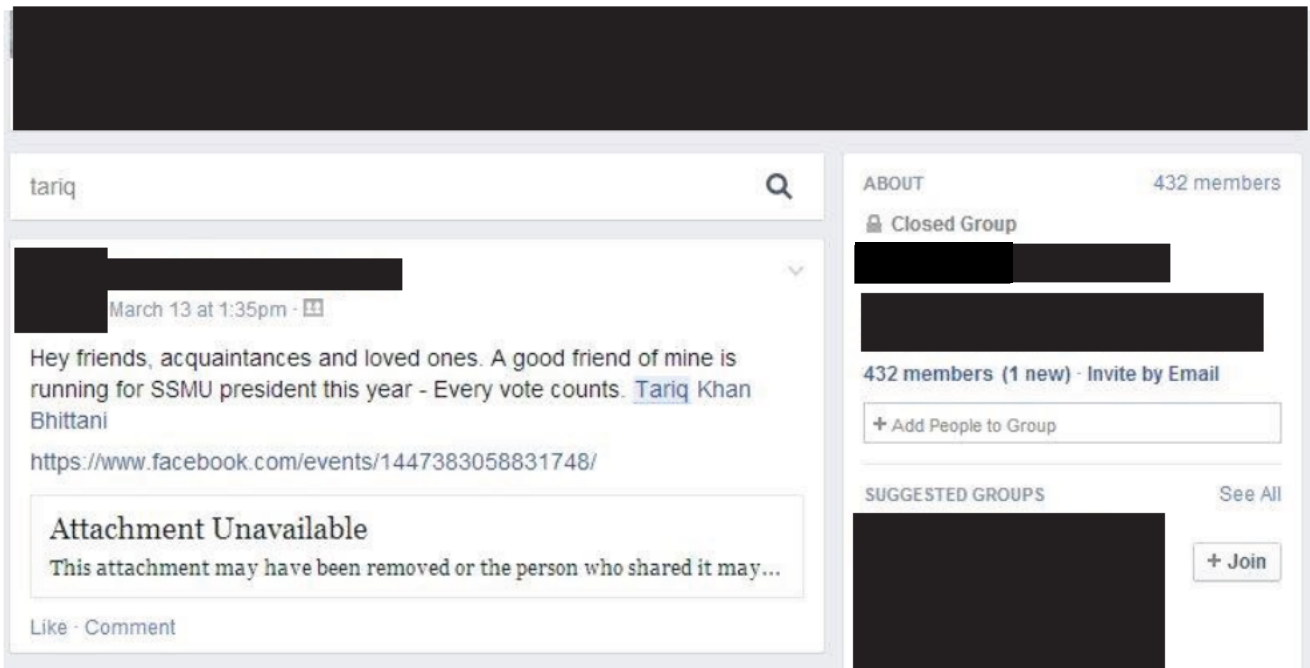 tariq
March 13 at 1:35pm ·
Hey friends, acquaintances and loved ones. A good friend of mine is
running for SSMU president this year - Every vote counts. Tariq Khan
Bhittani
https://www.facebook.com/events/1447383058831748/
Attachment Unavailable
This attachment may have been removed or the person who shared it may...
Like · Comment
ABOUT 432 members
Closed Group
432 members (1 new) · Invite by Email
+ Add People to Group
SUGGESTED GROUPS See All
+ Join